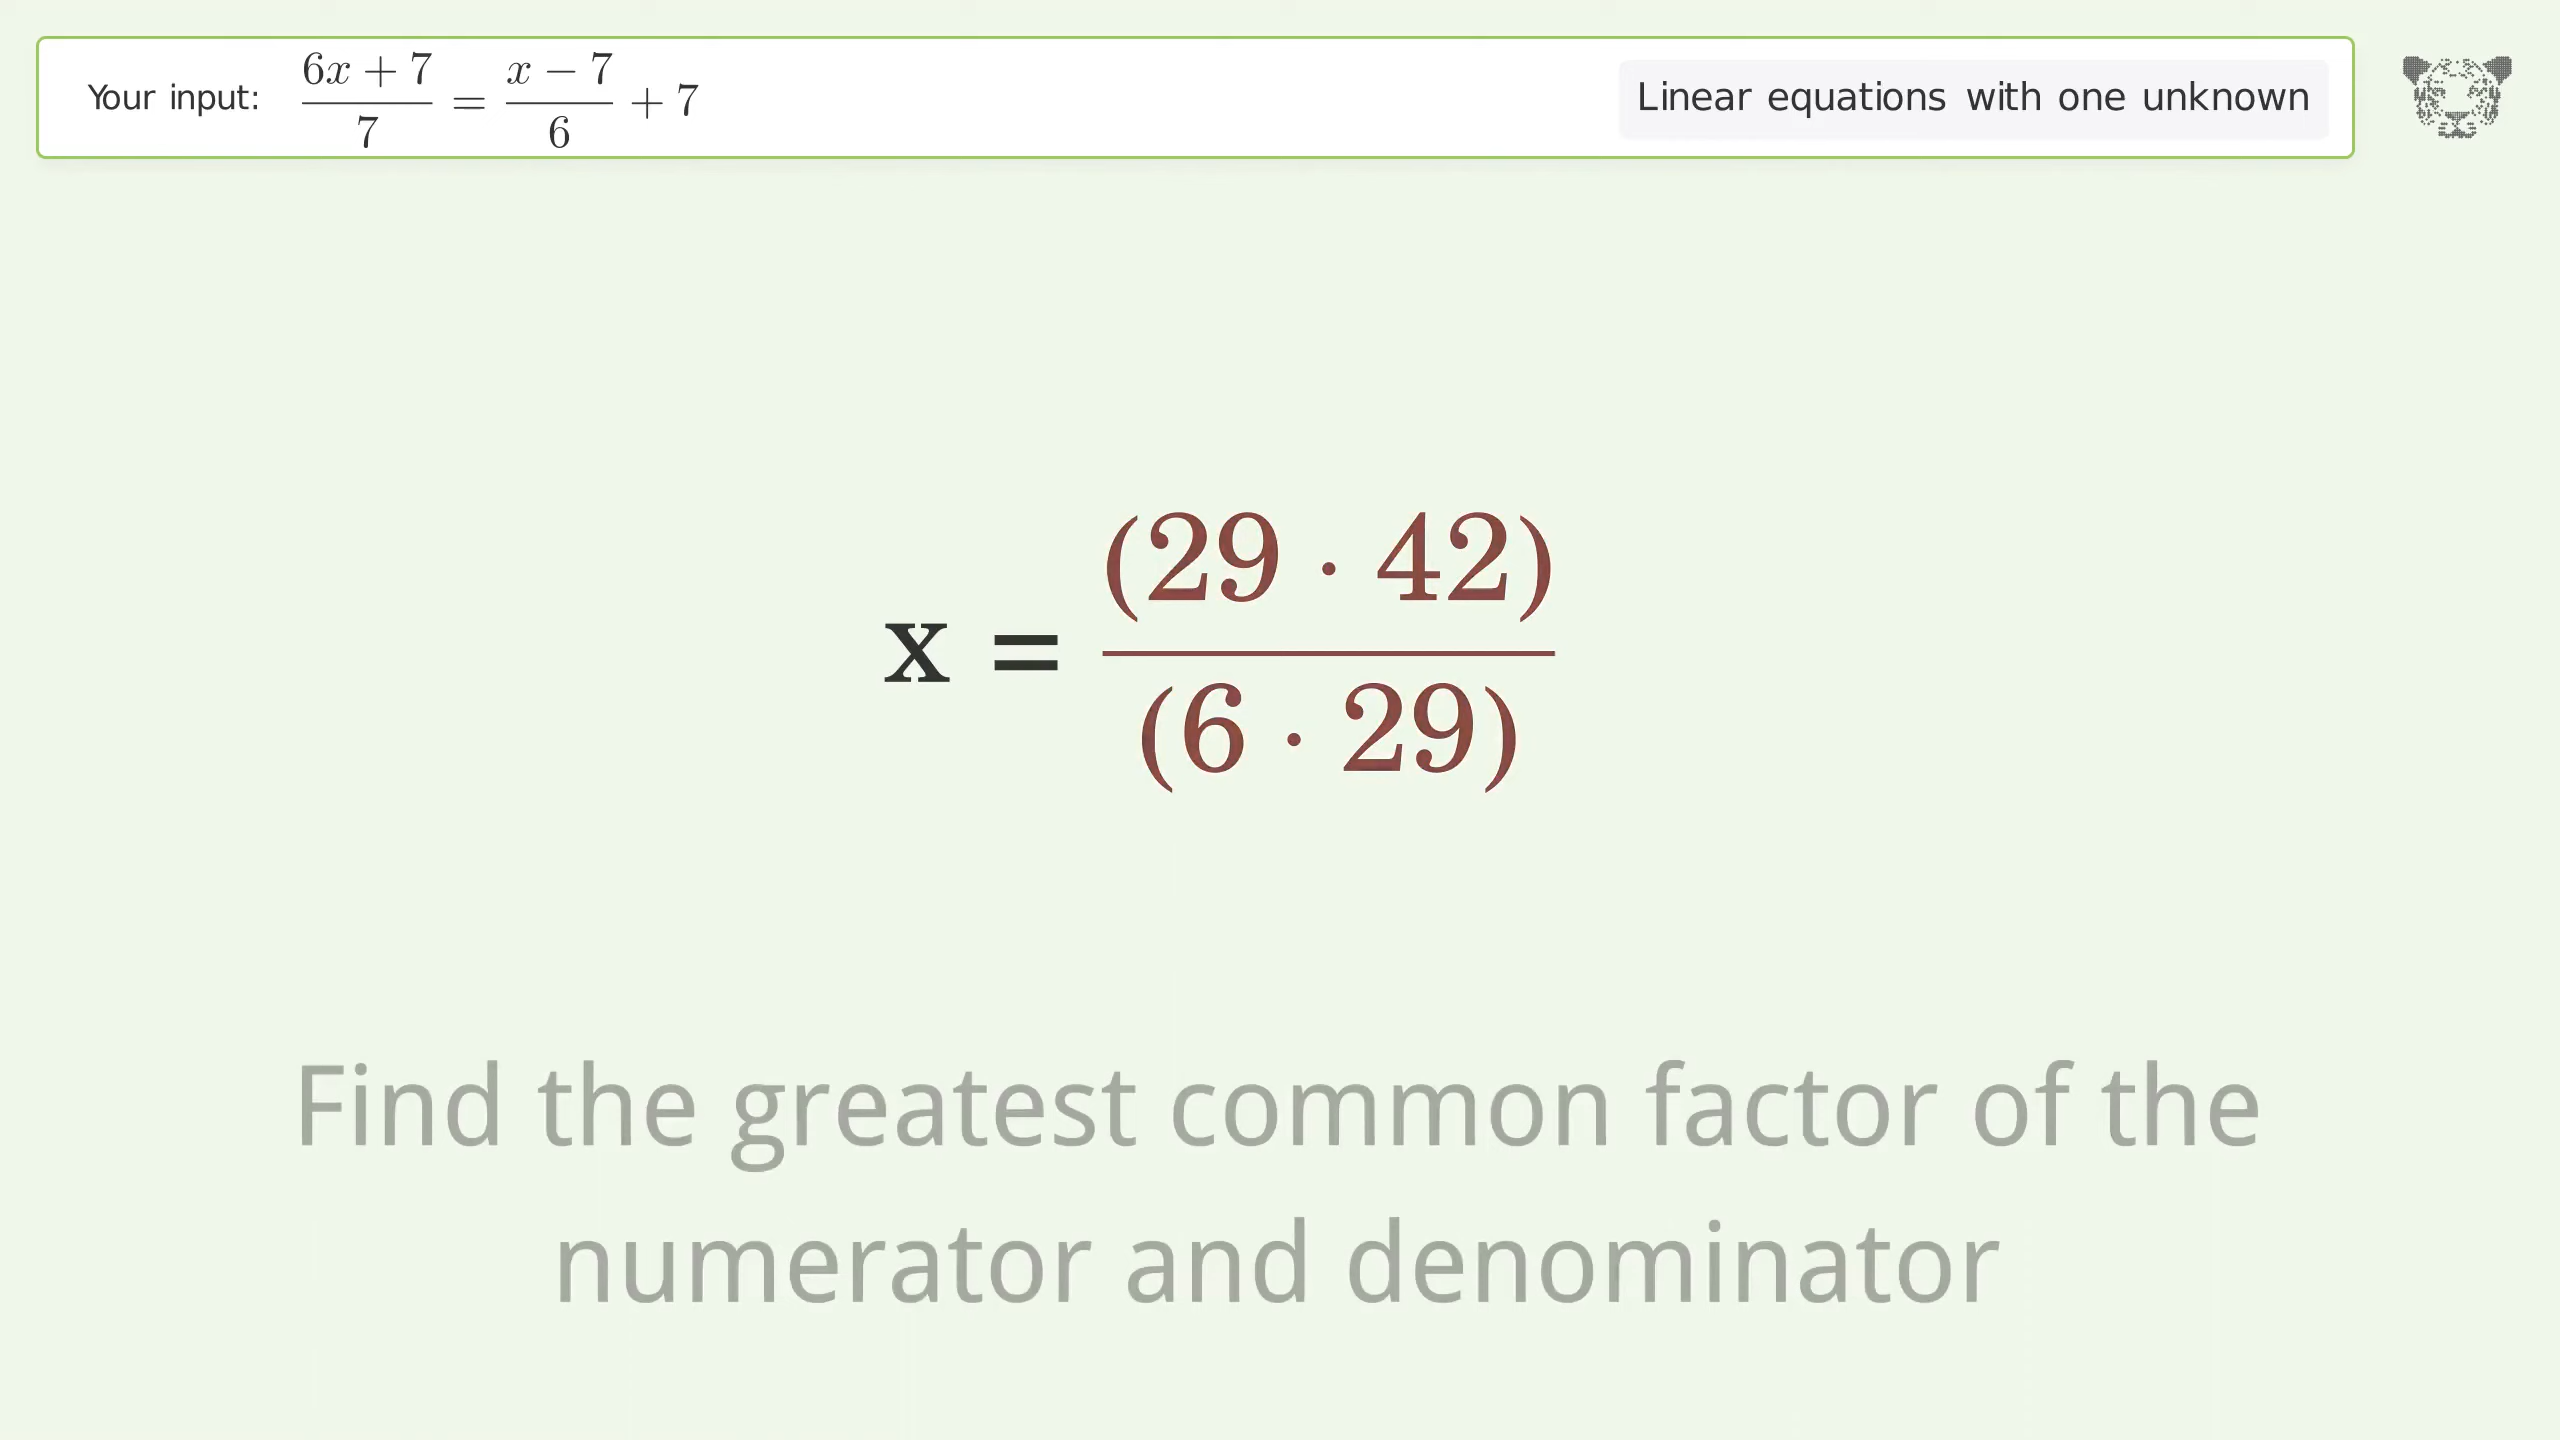 Your input: (6x + 7)/7 = (x − 7)/6 + 7
Linear equations with one unknown
x = (29 · 42)/(6 · 29)
Find the greatest common factor of the
numerator and denominator